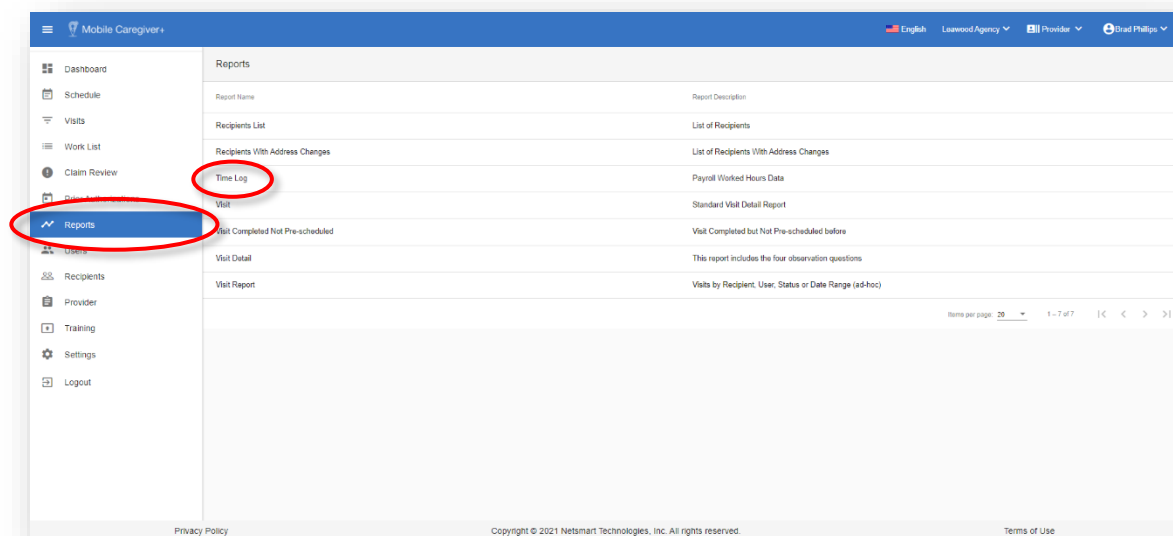 Mobile Caregiver+
English Leawood Agency Provider Brad Phillips
Dashboard
Schedule
Visits
Work List
Claim Review
Prior Authorizations
Reports
Users
Recipients
Provider
Training
Settings
Logout
Reports
Report Name Report Description
Recipients List List of Recipients
Recipients With Address Changes List of Recipients With Address Changes
Time Log Payroll Worked Hours Data
Visit Standard Visit Detail Report
Visit Completed Not Pre-scheduled Visit Completed but Not Pre-scheduled before
Visit Detail This report includes the four observation questions
Visit Report Visits by Recipient, User, Status or Date Range (ad-hoc)
Items per page: 20 1 – 7 of 7
Privacy Policy Copyright © 2021 Netsmart Technologies, Inc. All rights reserved. Terms of Use